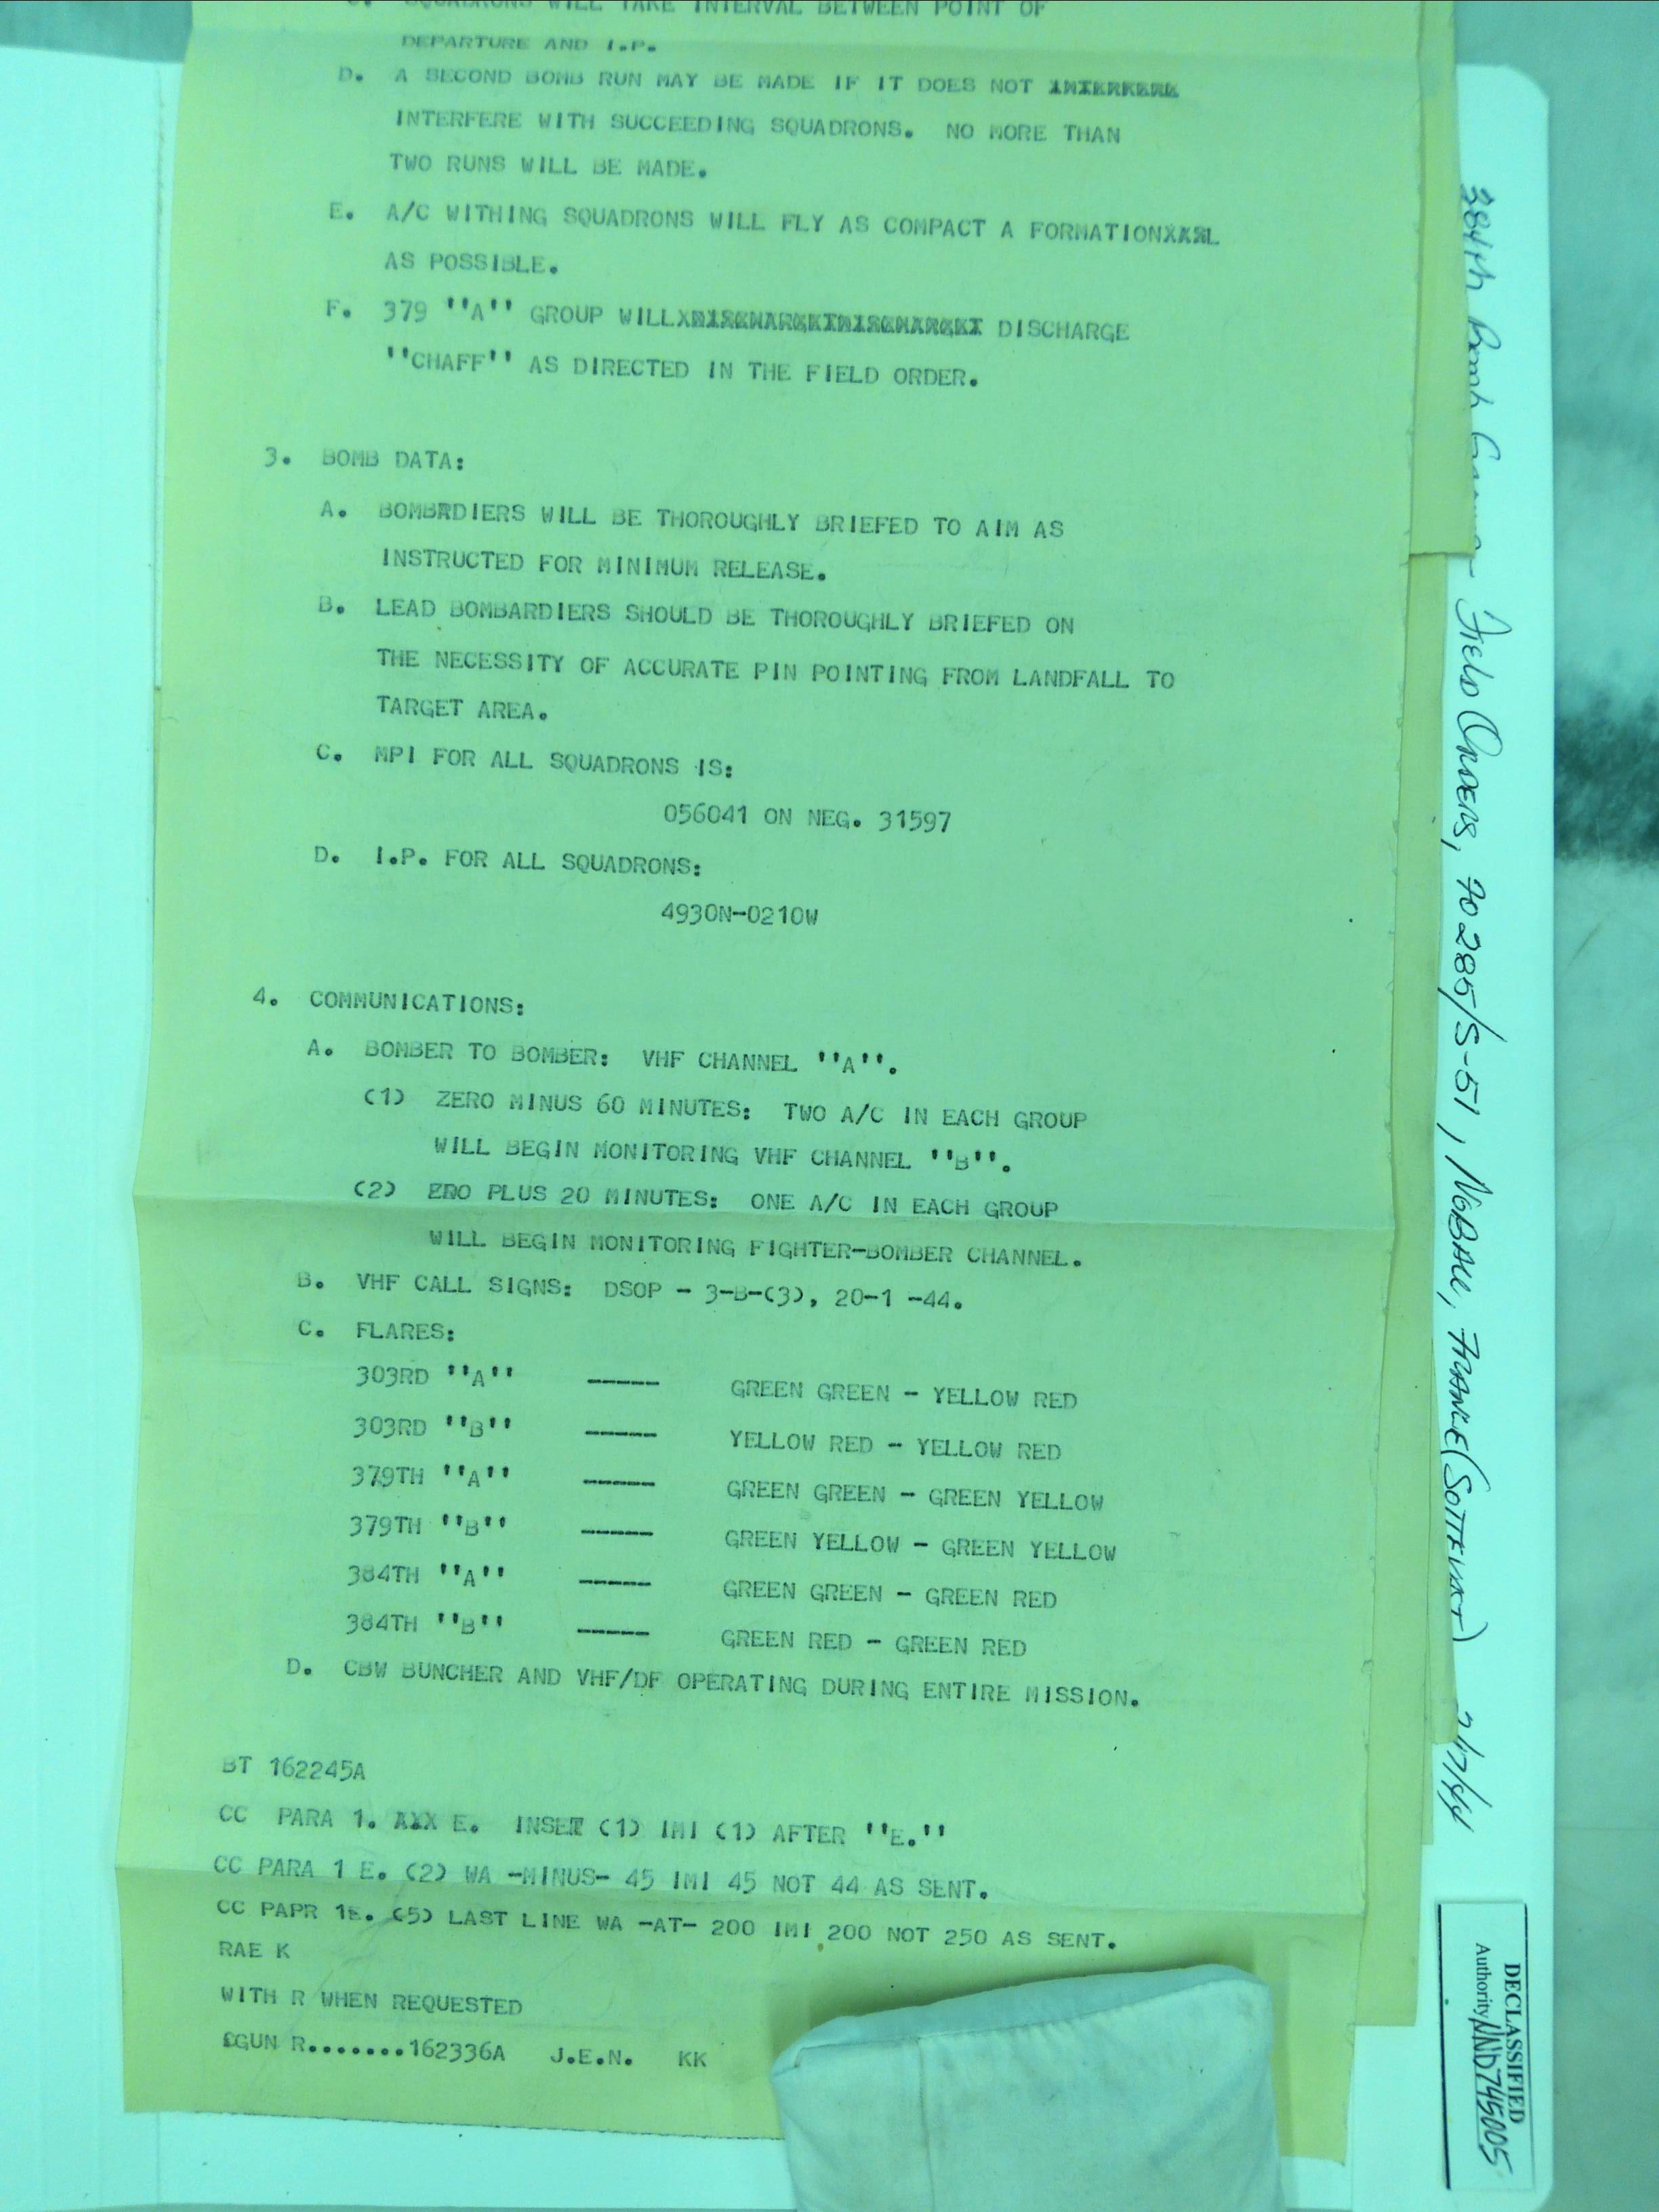 C. SQUADRONS WILL TAKE INTERVAL BETWEEN POINT OF
DEPARTURE AND I.P.
D. A SECOND BOMB RUN MAY BE MADE IF IT DOES NOT
INTERFERE WITH SUCCEEDING SQUADRONS. NO MORE THAN
TWO RUNS WILL BE MADE.
E. A/C WITHING SQUADRONS WILL FLY AS COMPACT A FORMATION
AS POSSIBLE.
F. 379 ''A'' GROUP WILL DISCHARGE
''CHAFF'' AS DIRECTED IN THE FIELD ORDER.
3. BOMB DATA:
A. BOMBRDIERS WILL BE THOROUGHLY BRIEFED TO AIM AS
INSTRUCTED FOR MINIMUM RELEASE.
B. LEAD BOMBARDIERS SHOULD BE THOROUGHLY BRIEFED ON
THE NECESSITY OF ACCURATE PIN POINTING FROM LANDFALL TO
TARGET AREA.
C. MPI FOR ALL SQUADRONS IS:
056041 ON NEG. 31597
D. I.P. FOR ALL SQUADRONS:
4930N-0210W
4. COMMUNICATIONS:
A. BOMBER TO BOMBER: VHF CHANNEL ''A''.
(1) ZERO MINUS 60 MINUTES: TWO A/C IN EACH GROUP
WILL BEGIN MONITORING VHF CHANNEL ''B''.
(2) ZRO PLUS 20 MINUTES: ONE A/C IN EACH GROUP
WILL BEGIN MONITORING FIGHTER-BOMBER CHANNEL.
B. VHF CALL SIGNS: DSOP - 3-B-(3), 20-1 -44.
C. FLARES:
303RD ''A'' ----- GREEN GREEN - YELLOW RED
303RD ''B'' ----- YELLOW RED - YELLOW RED
379TH ''A'' ----- GREEN GREEN - GREEN YELLOW
379TH ''B'' ----- GREEN YELLOW - GREEN YELLOW
384TH ''A'' ----- GREEN GREEN - GREEN RED
384TH ''B'' ----- GREEN RED - GREEN RED
D. CBW BUNCHER AND VHF/DF OPERATING DURING ENTIRE MISSION.
BT 162245A
CC PARA 1. E. INSET (1) IMI (1) AFTER ''E.''
CC PARA 1 E. (2) WA -MINUS- 45 IMI 45 NOT 44 AS SENT.
CC PAPR 1E. (5) LAST LINE WA -AT- 200 IMI 200 NOT 250 AS SENT.
RAE K
WITH R WHEN REQUESTED
GUN R.......162336A J.E.N. KK
384th Bomb Group - Field Orders, 285/S-51, NOBALL, FRANCE (SOTTEVAST)
DECLASSIFIED
Authority NND745005